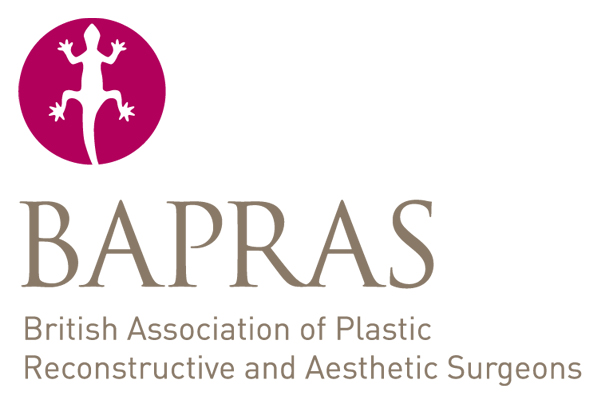 BAPRAS
British Association of Plastic
Reconstructive and Aesthetic Surgeons